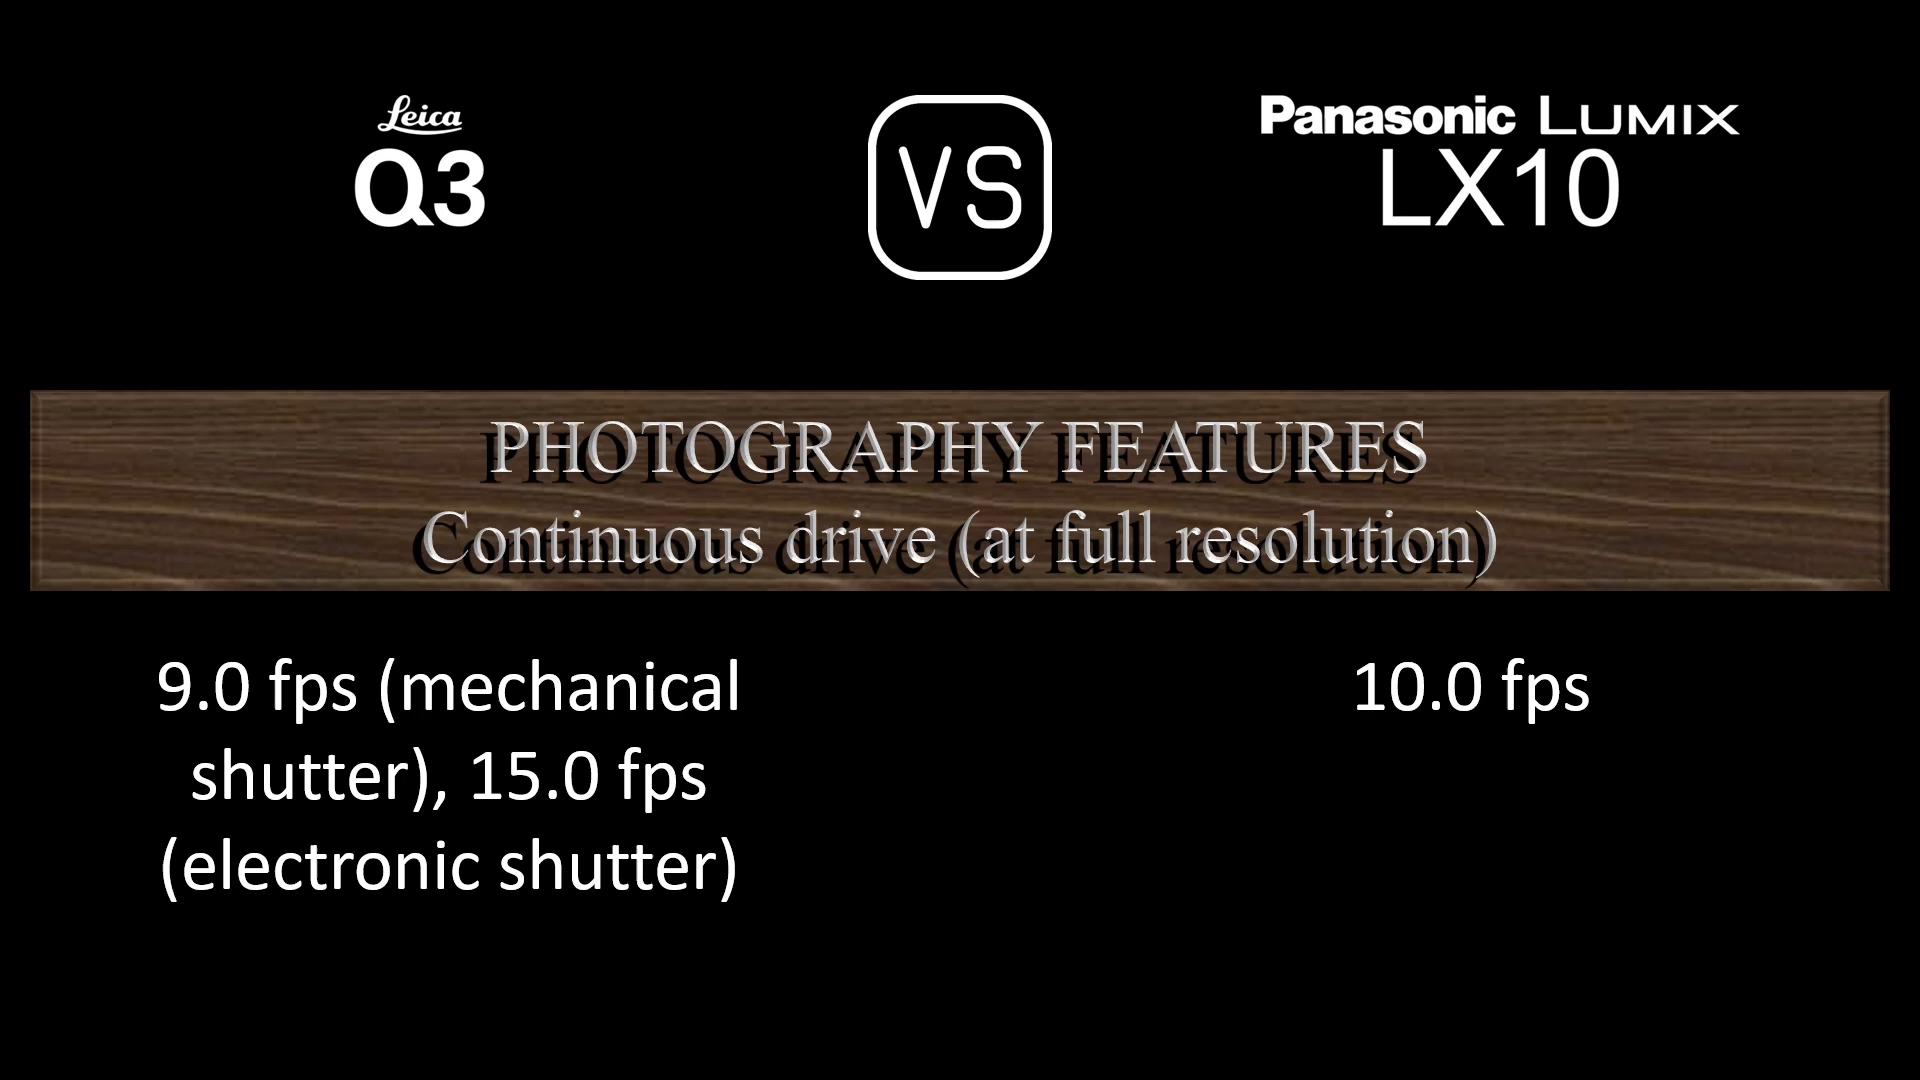 Leica
Q3
VS
Panasonic LUMIX
LX10
PHOTOGRAPHY FEATURES
Continuous drive (at full resolution)
9.0 fps (mechanical
shutter), 15.0 fps
(electronic shutter)
10.0 fps